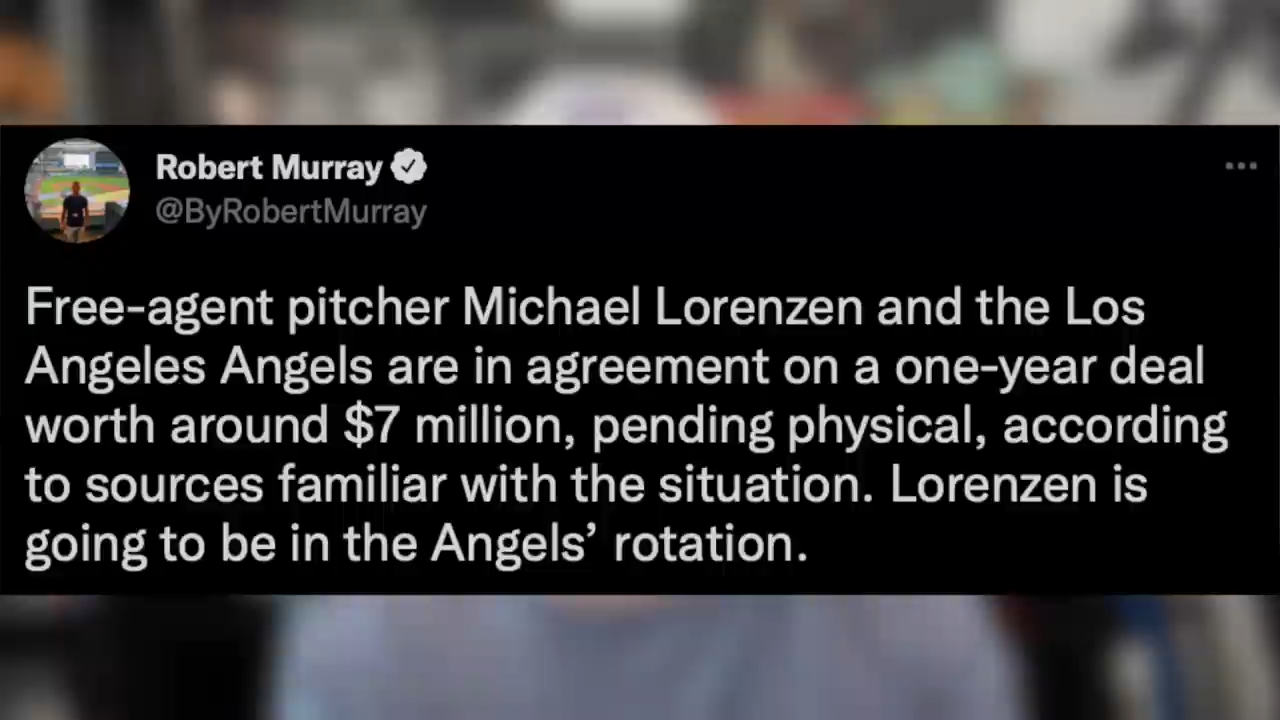 Robert Murray
@ByRobertMurray
Free-agent pitcher Michael Lorenzen and the Los
Angeles Angels are in agreement on a one-year deal
worth around $7 million, pending physical, according
to sources familiar with the situation. Lorenzen is
going to be in the Angels’ rotation.